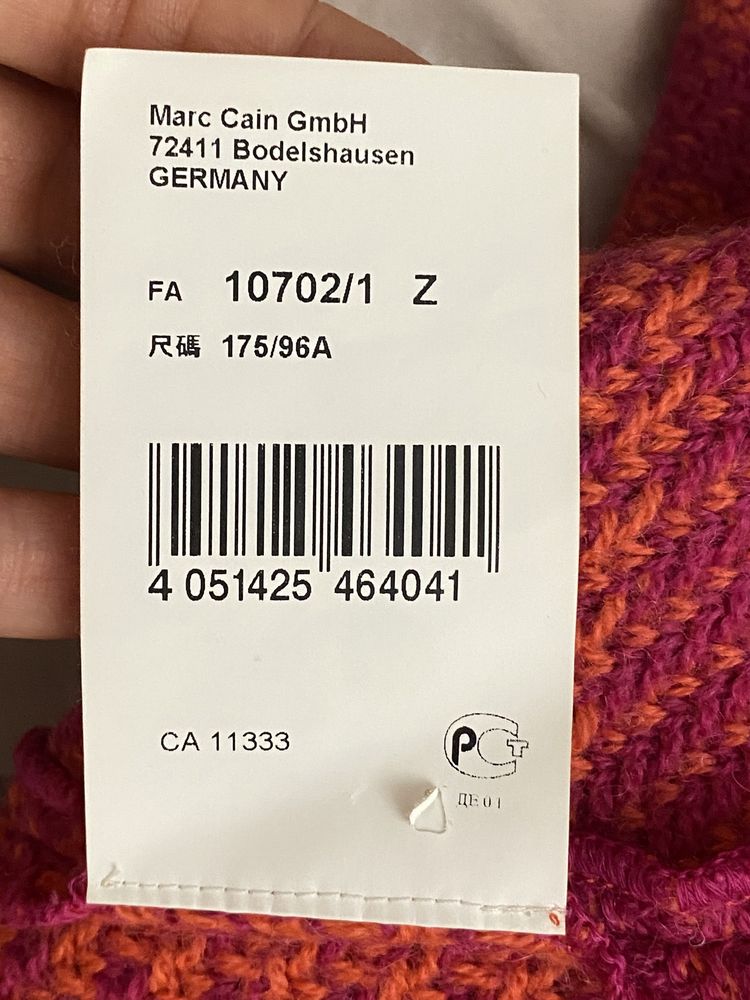 Marc Cain GmbH
72411 Bodelshausen
GERMANY
FA 10702/1 Z
尺碼 175/96A
4 051425 464041
CA 11333
РСТ
ДЕ01